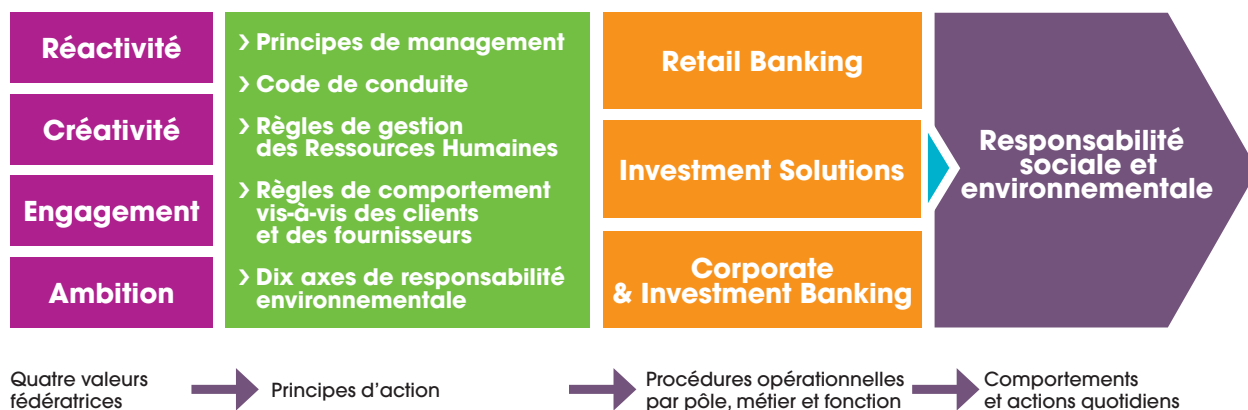 Réactivité
Créativité
Engagement
Ambition
› Principes de management
› Code de conduite
› Règles de gestion
des Ressources Humaines
› Règles de comportement
vis-à-vis des clients
et des fournisseurs
› Dix axes de responsabilité
environnementale
Retail Banking
Investment Solutions
Corporate
& Investment Banking
Responsabilité
sociale et
environnementale
Quatre valeurs
fédératrices
Principes d’action
Procédures opérationnelles
par pôle, métier et fonction
Comportements
et actions quotidiens